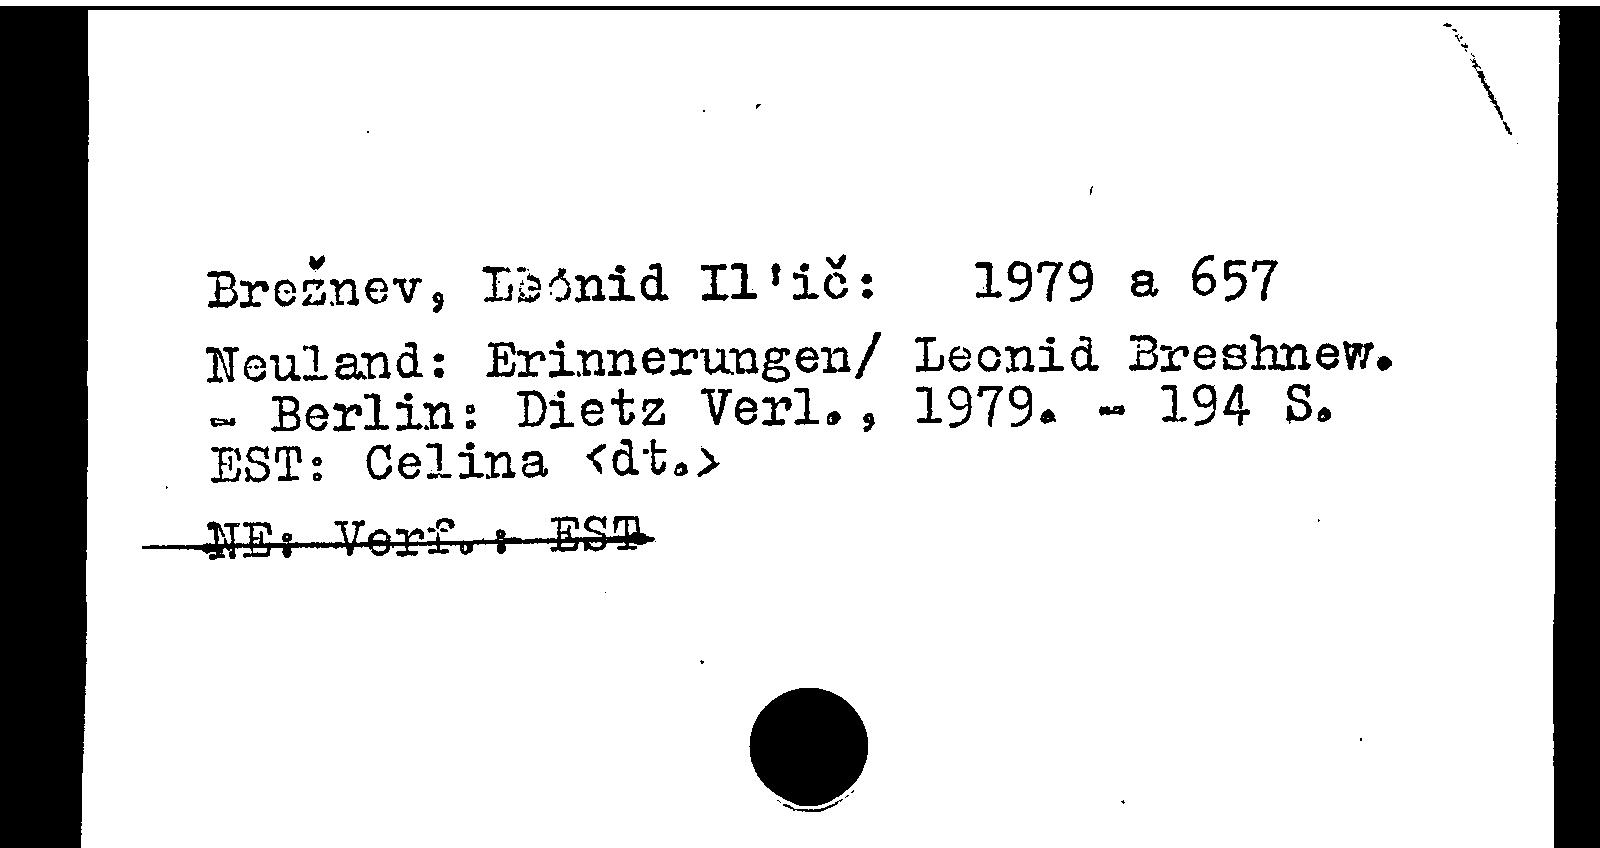 Brežnev, Leonid Il'ič: 1979 a 657
Neuland: Erinnerungen/ Leonid Breshnew.
- Berlin: Dietz Verl., 1979. - 194 S.
EST: Celina <dt.>
NE: Verf.: EST